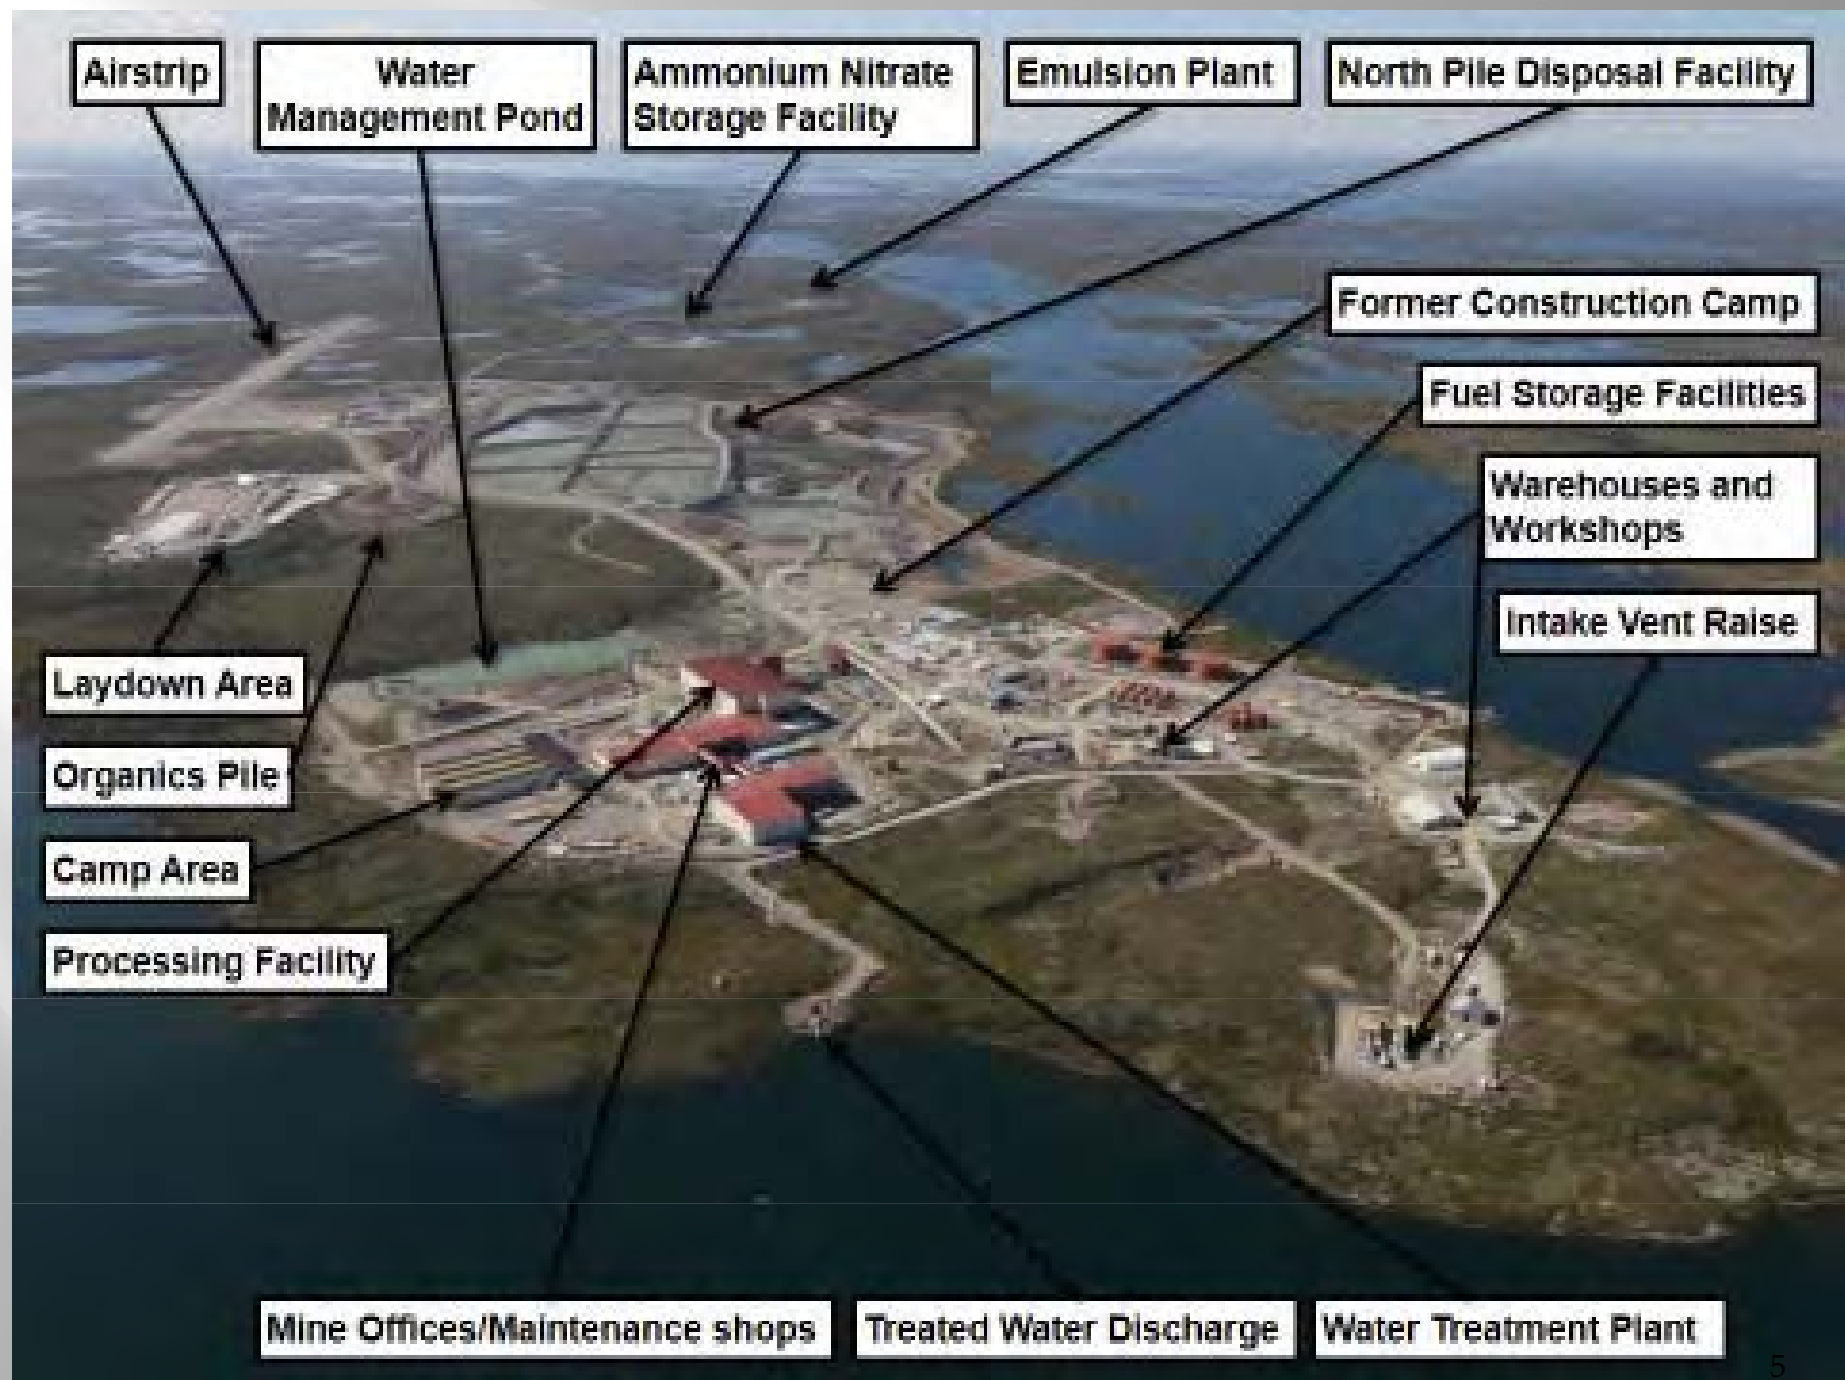 Airstrip
Water
Management Pond
Ammonium Nitrate
Storage Facility
Emulsion Plant
North Pile Disposal Facility
Former Construction Camp
Fuel Storage Facilities
Warehouses and
Workshops
Intake Vent Raise
Laydown Area
Organics Pile
Camp Area
Processing Facility
Mine Offices/Maintenance shops
Treated Water Discharge
Water Treatment Plant
5